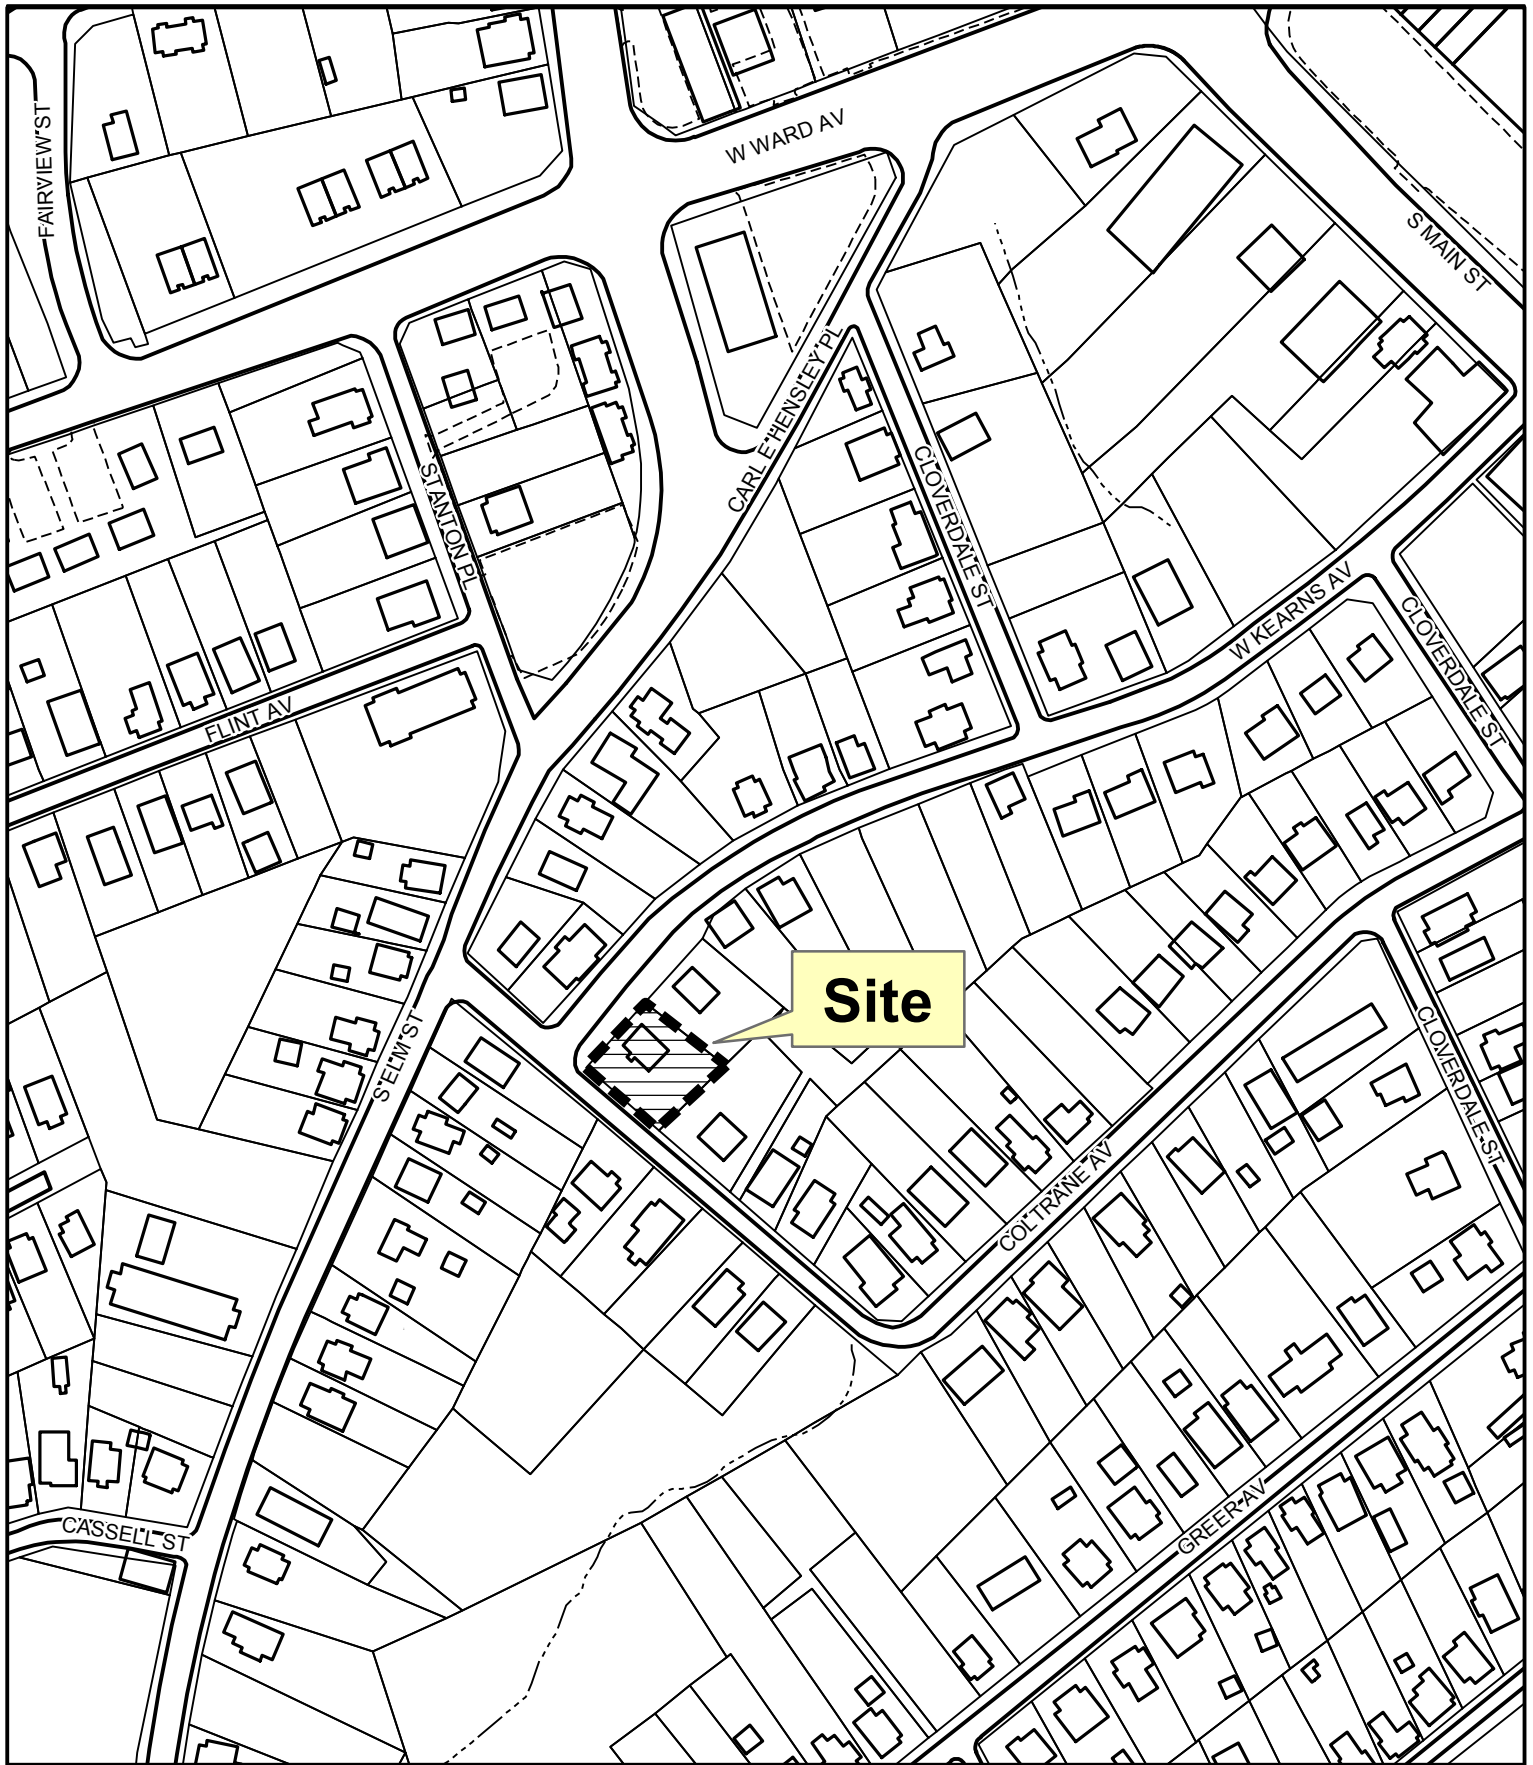 FAIRVIEW ST
W WARD AV
S MAIN ST
CARL E HENSLEY PL
STANTON PL
CLOVERDALE ST
W KEARNS AV
CLOVERDALE ST
FLINT AV
Site
S ELM ST
CLOVERDALE ST
COLTRANE AV
GREER AV
CASSELL ST